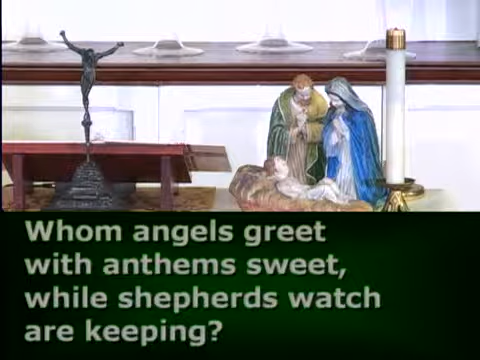 Whom angels greet
with anthems sweet,
while shepherds watch
are keeping?